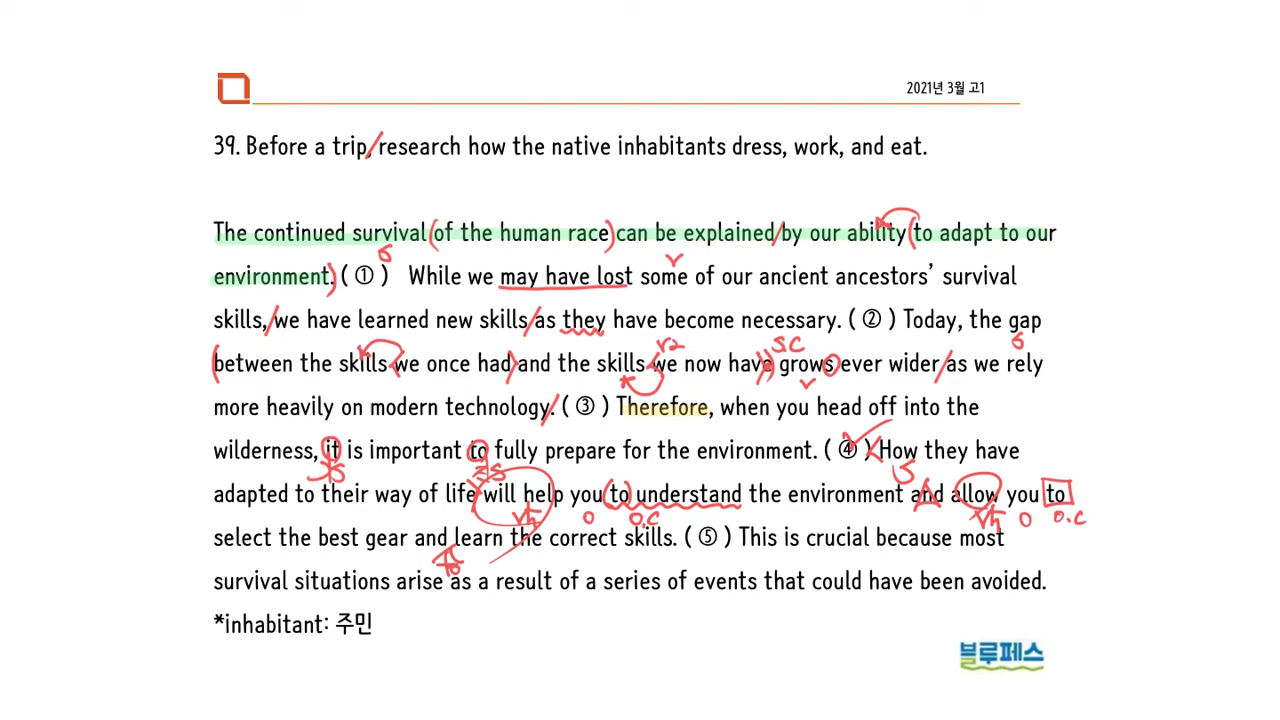 2021년 3월 고1
39. Before a trip, research how the native inhabitants dress, work, and eat.
The continued survival of the human race can be explained by our ability to adapt to our
environment. ( ① ) While we may have lost some of our ancient ancestors’ survival
skills, we have learned new skills as they have become necessary. ( ② ) Today, the gap
between the skills we once had and the skills we now have grows ever wider as we rely
more heavily on modern technology. ( ③ ) Therefore, when you head off into the
wilderness, it is important to fully prepare for the environment. ( ④ ) How they have
adapted to their way of life will help you to understand the environment and allow you to
select the best gear and learn the correct skills. ( ⑤ ) This is crucial because most
survival situations arise as a result of a series of events that could have been avoided.
*inhabitant: 주민
블루페스